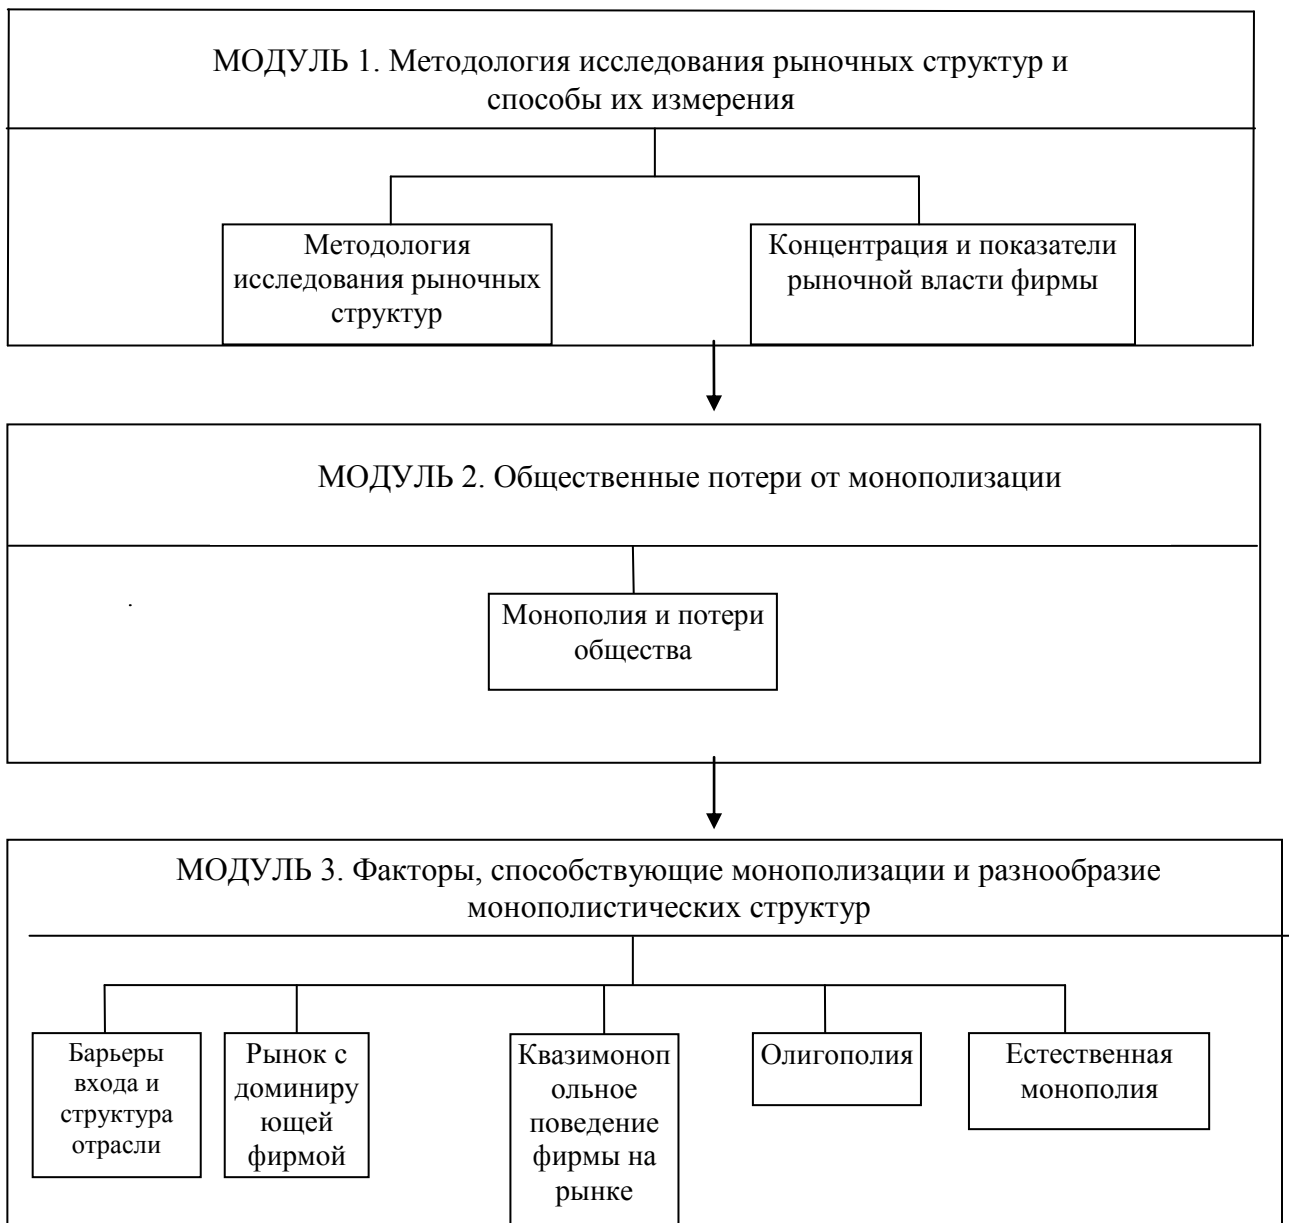 МОДУЛЬ 1. Методология исследования рыночных структур и
способы их измерения
Методология
исследования рыночных
структур
Концентрация и показатели
рыночной власти фирмы
МОДУЛЬ 2. Общественные потери от монополизации
Монополия и потери
общества
МОДУЛЬ 3. Факторы, способствующие монополизации и разнообразие
монополистических структур
Барьеры
входа и
структура
отрасли
Рынок с
доминиру
ющей
фирмой
Квазимоноп
ольное
поведение
фирмы на
рынке
Олигополия
Естественная
монополия